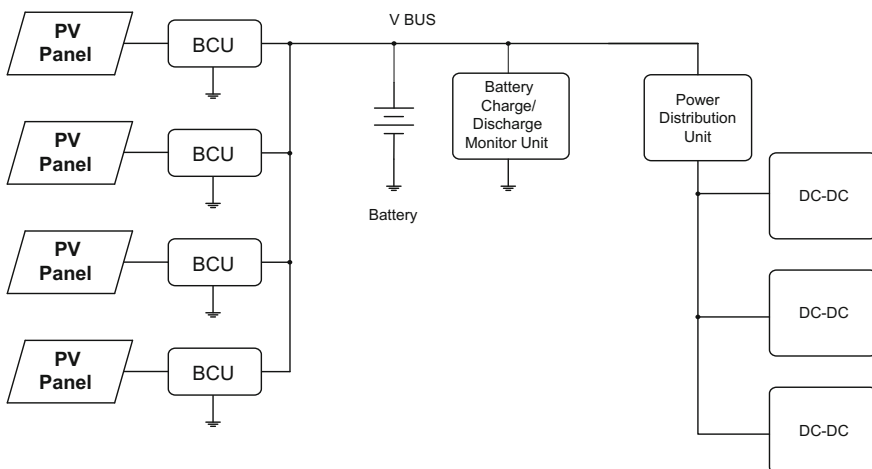 V BUS
PV
Panel
BCU
PV
Panel
BCU
PV
Panel
BCU
PV
Panel
BCU
Battery
Battery
Charge/
Discharge
Monitor Unit
Power
Distribution
Unit
DC-DC
DC-DC
DC-DC